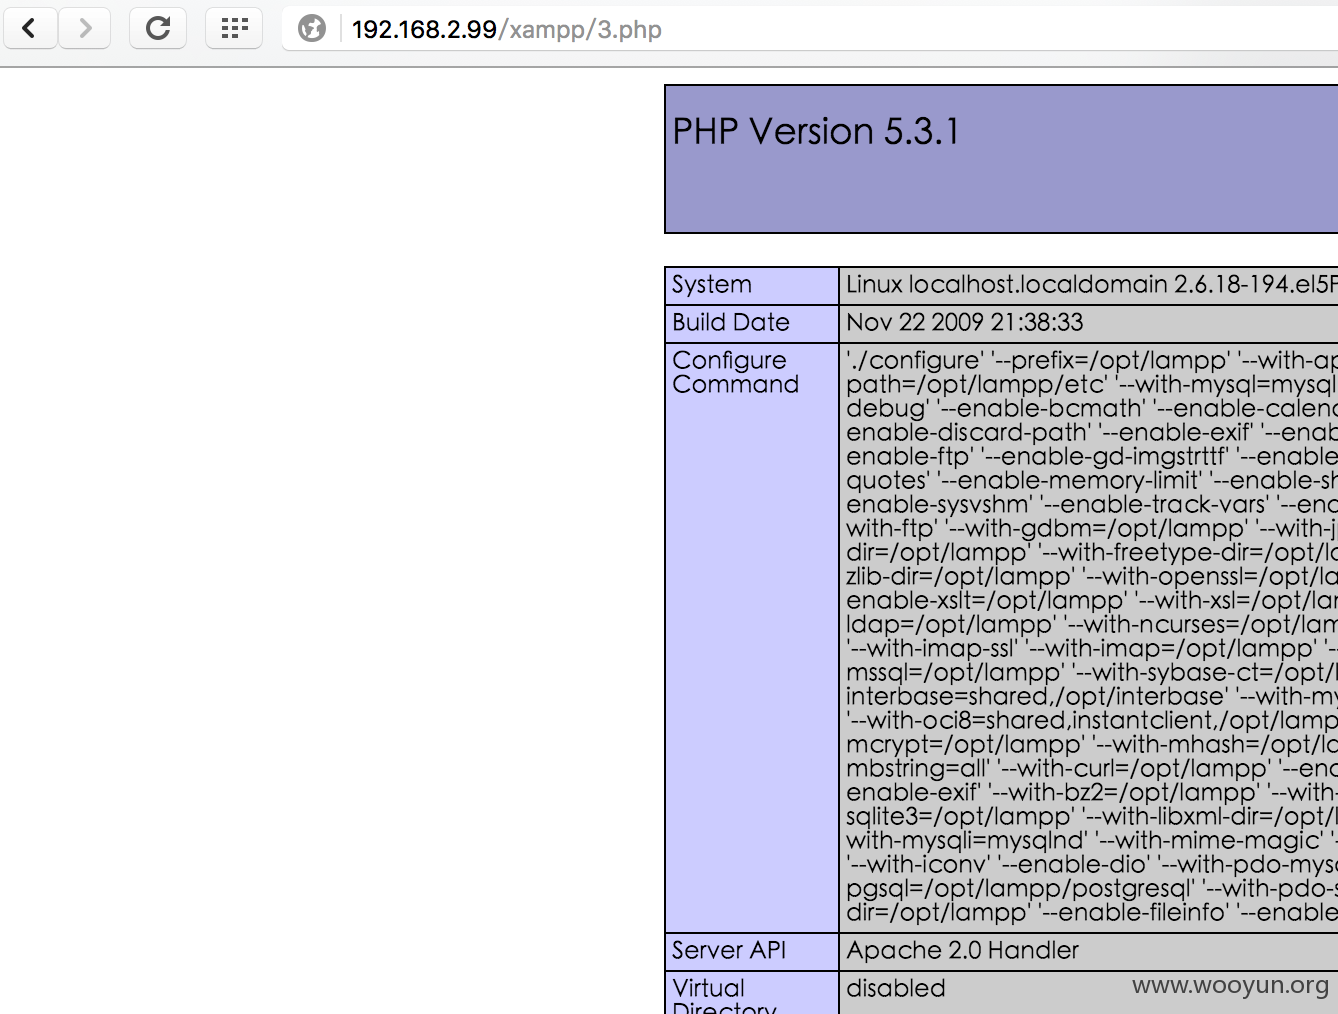 192.168.2.99/xampp/3.php
PHP Version 5.3.1
System
Linux localhost.localdomain 2.6.18-194.el5
Build Date
Nov 22 2009 21:38:33
Configure
Command
'./configure' '--prefix=/opt/lampp' '--with-ap
path=/opt/lampp/etc' '--with-mysql=mysql
debug' '--enable-bcmath' '--enable-calend
enable-discard-path' '--enable-exif' '--enab
enable-ftp' '--enable-gd-imgstrttf' '--enable
quotes' '--enable-memory-limit' '--enable-sh
enable-sysvshm' '--enable-track-vars' '--ena
with-ftp' '--with-gdbm=/opt/lampp' '--with-j
dir=/opt/lampp' '--with-freetype-dir=/opt/la
zlib-dir=/opt/lampp' '--with-openssl=/opt/la
enable-xslt=/opt/lampp' '--with-xsl=/opt/lam
ldap=/opt/lampp' '--with-ncurses=/opt/lam
'--with-imap-ssl' '--with-imap=/opt/lampp' '-
mssql=/opt/lampp' '--with-sybase-ct=/opt/l
interbase=shared,/opt/interbase' '--with-my
'--with-oci8=shared,instantclient,/opt/lamp
mcrypt=/opt/lampp' '--with-mhash=/opt/la
mbstring=all' '--with-curl=/opt/lampp' '--ena
enable-exif' '--with-bz2=/opt/lampp' '--with-
sqlite3=/opt/lampp' '--with-libxml-dir=/opt/l
with-mysqli=mysqlnd' '--with-mime-magic' '-
'--with-iconv' '--enable-dio' '--with-pdo-mys
pgsql=/opt/lampp/postgresql' '--with-pdo-s
dir=/opt/lampp' '--enable-fileinfo' '--enable
Server API
Apache 2.0 Handler
Virtual
Directory
disabled
www.wooyun.org